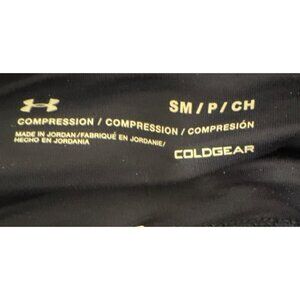 SM/P/CH
COMPRESSION / COMPRESSION / COMPRESIÓN
MADE IN JORDAN/FABRIQUÉ EN JORDANIE/
HECHO EN JORDANIA
COLDGEAR